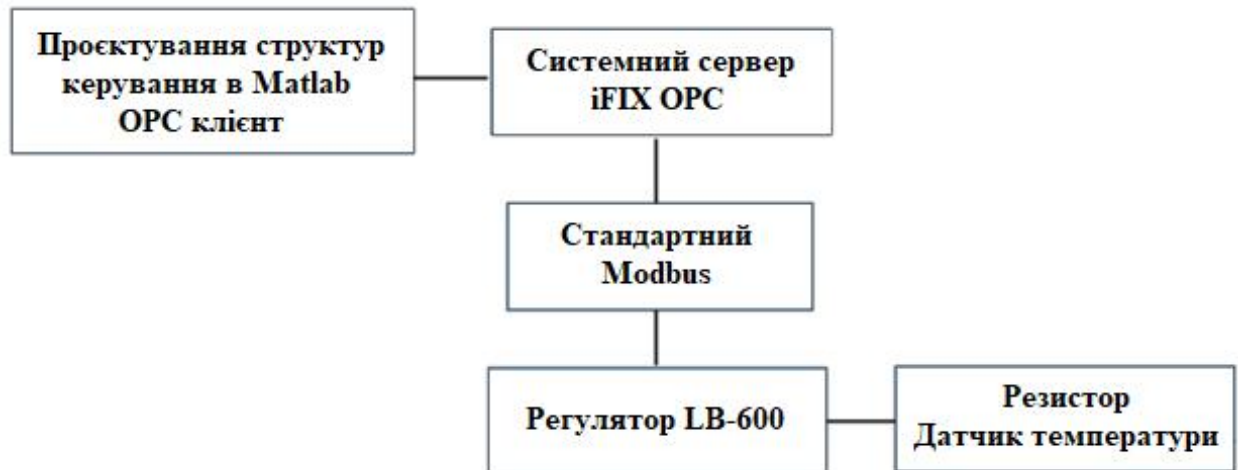 Проєктування структур
керування в Matlab
OPC клієнт
Системний сервер
iFIX OPC
Стандартний
Modbus
Регулятор LB-600
Резистор
Датчик температури